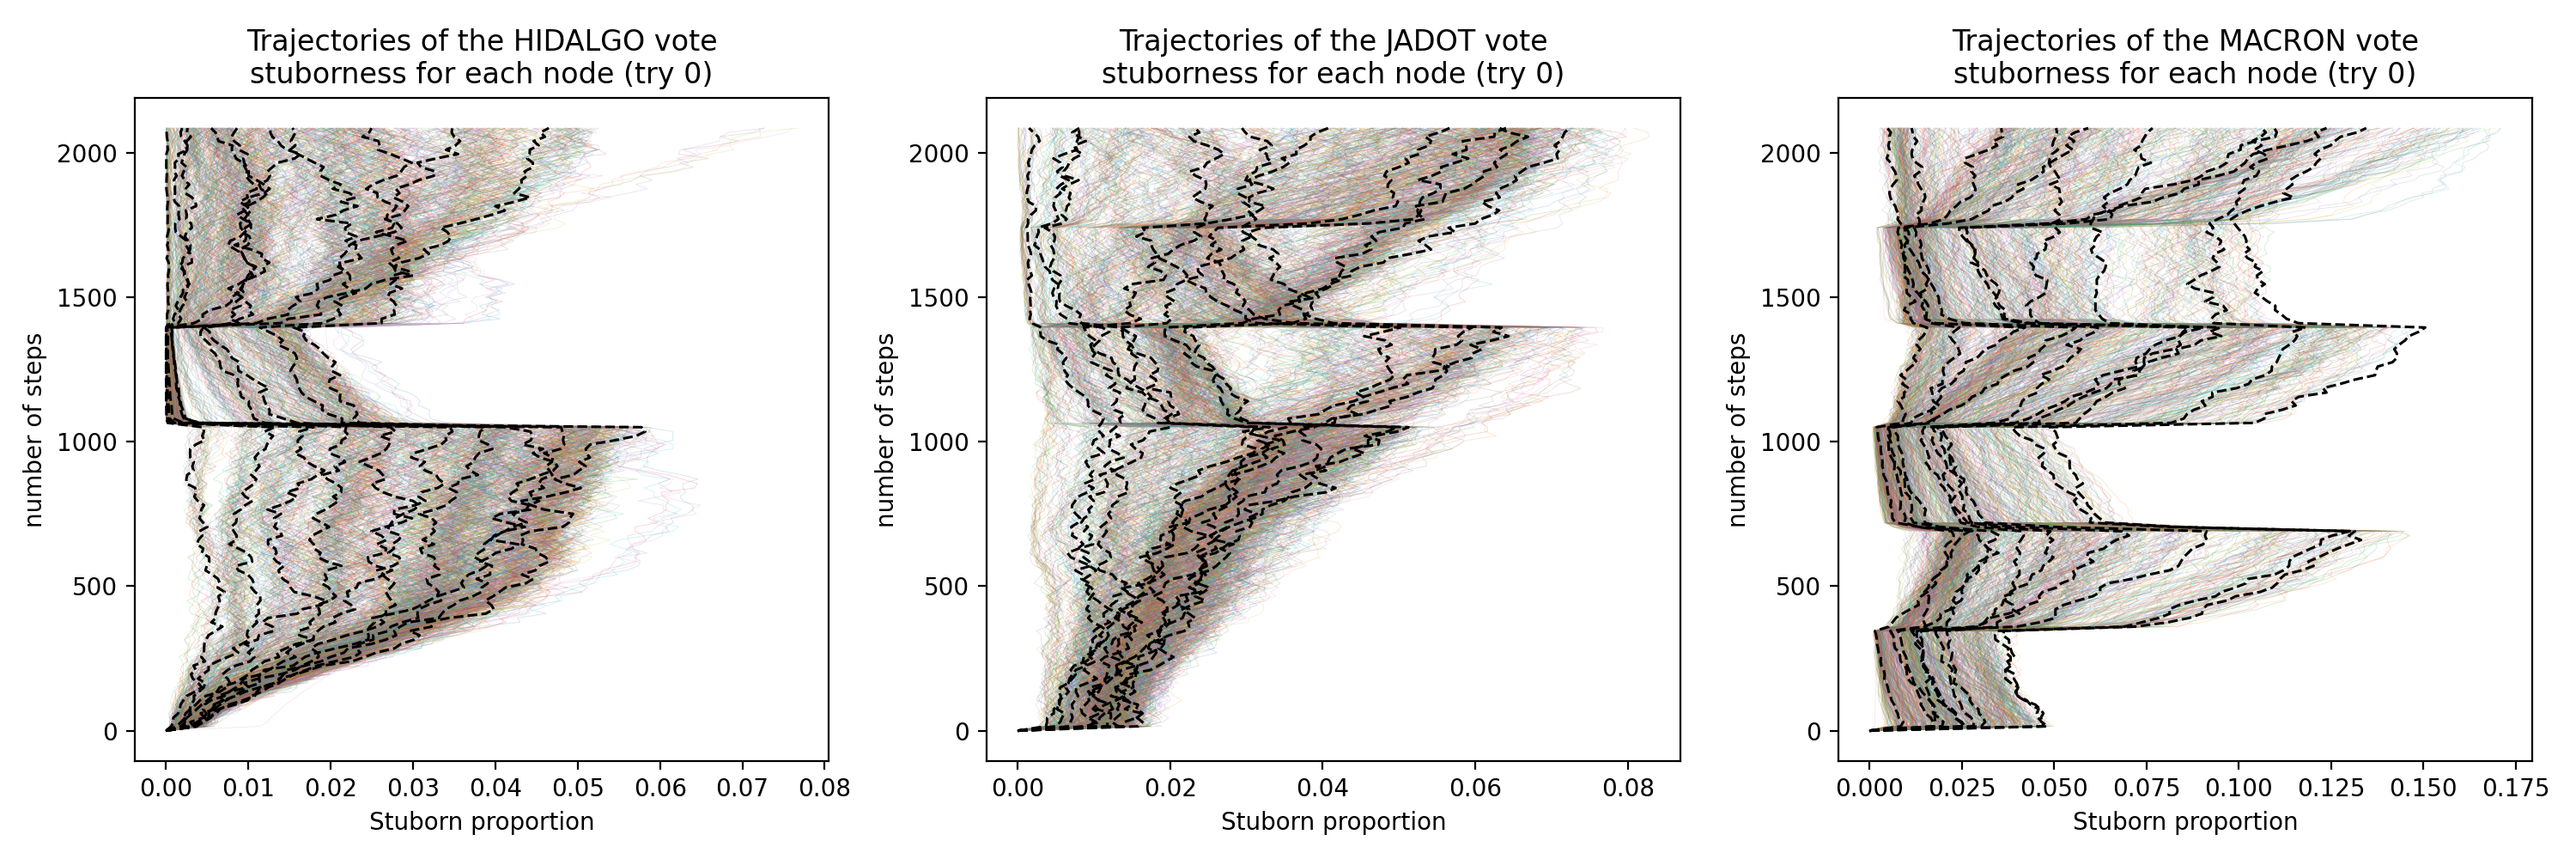 Trajectories of the HIDALGO vote
stuborness for each node (try 0)
number of steps
2000
1500
1000
500
0
0.00 0.01 0.02 0.03 0.04 0.05 0.06 0.07 0.08
Stuborn proportion
Trajectories of the JADOT vote
stuborness for each node (try 0)
number of steps
2000
1500
1000
500
0
0.00 0.02 0.04 0.06 0.08
Stuborn proportion
Trajectories of the MACRON vote
stuborness for each node (try 0)
number of steps
2000
1500
1000
500
0
0.000 0.025 0.050 0.075 0.100 0.125 0.150 0.175
Stuborn proportion